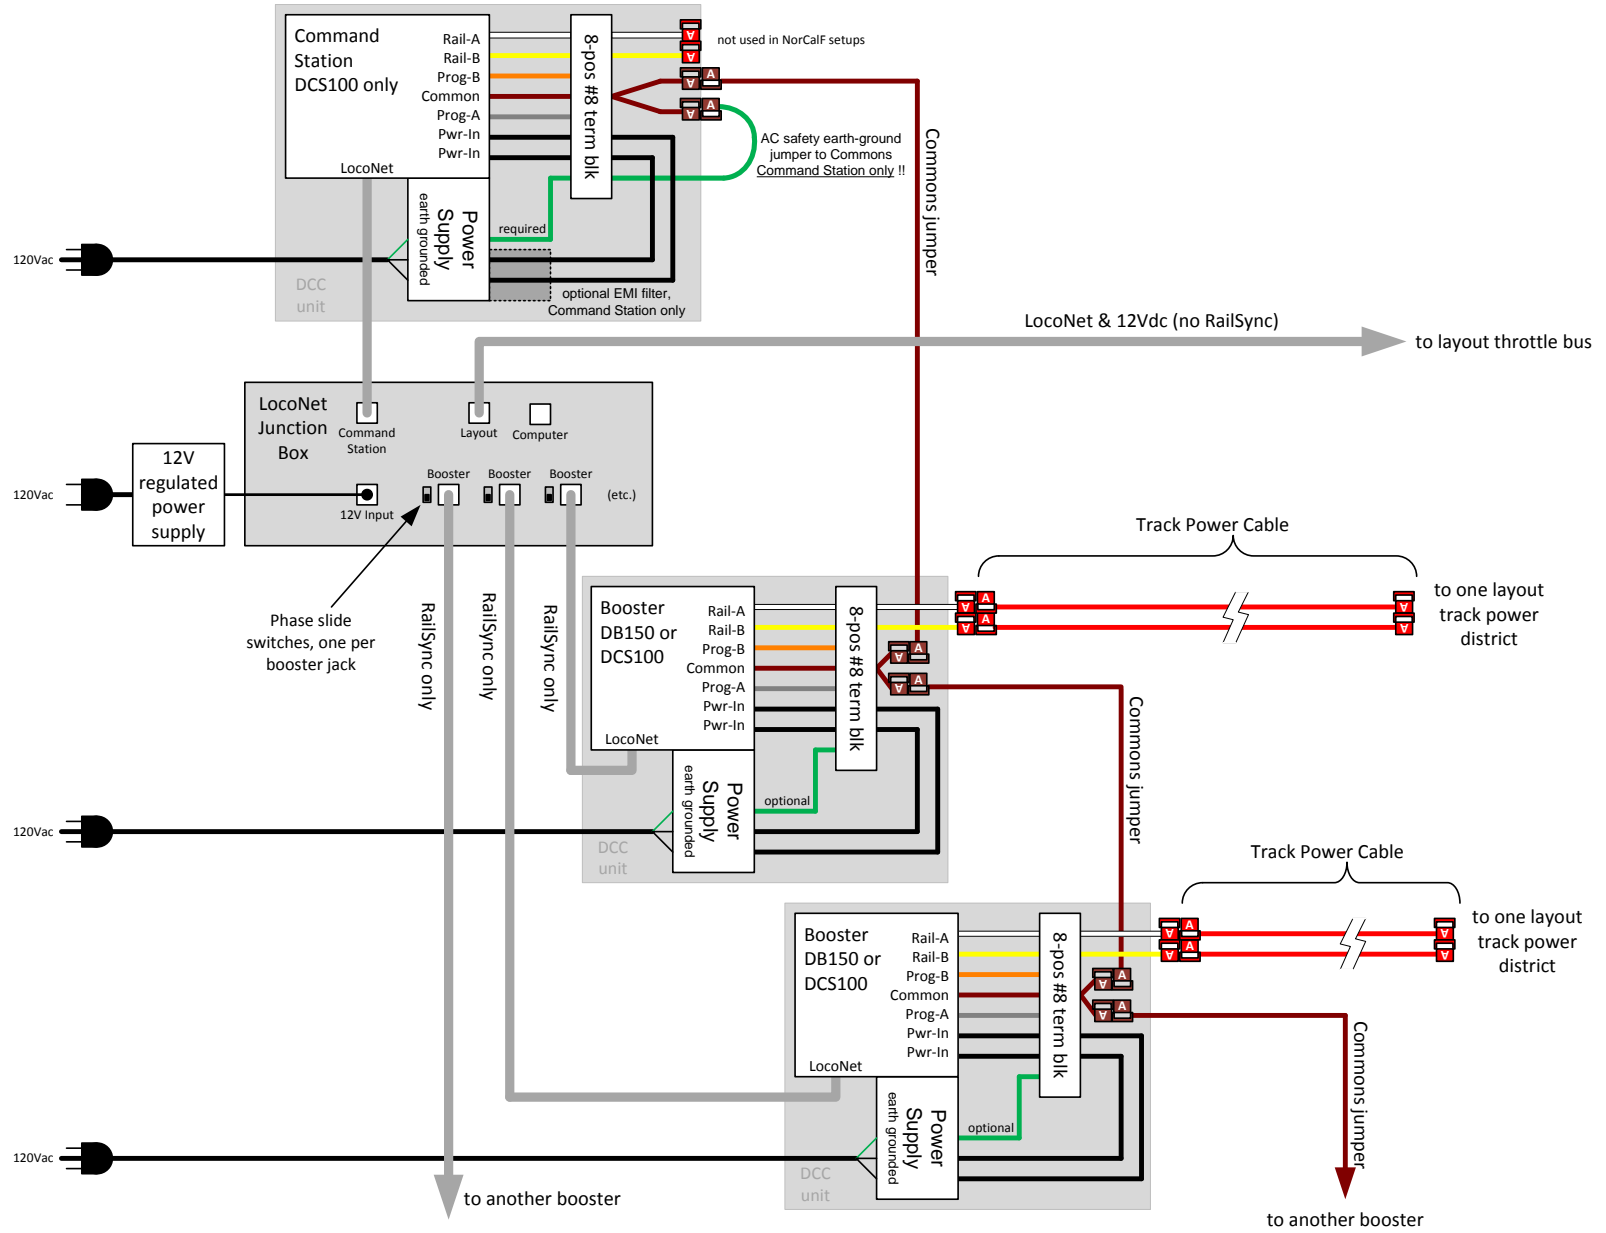 Command
Station
DCS100 only
Rail-A
Rail-B
Prog-B
Common
Prog-A
Pwr-In
Pwr-In
LocoNet
8-pos #8 term blk
A
A
A
A
A
A
not used in NorCalF setups
AC safety earth-ground
jumper to Commons
Command Station only !!
Commons jumper
Power
Supply
earth grounded
required
optional EMI filter,
Command Station only
DCC
unit
120Vac
LocoNet & 12Vdc (no RailSync)
to layout throttle bus
LocoNet
Junction
Box
Command
Station
Layout
Computer
Booster
Booster
Booster
(etc.)
12V Input
12V
regulated
power
supply
120Vac
Phase slide
switches, one per
booster jack
RailSync only
RailSync only
RailSync only
Track Power Cable
to one layout
track power
district
Booster
DB150 or
DCS100
Rail-A
Rail-B
Prog-B
Common
Prog-A
Pwr-In
Pwr-In
LocoNet
8-pos #8 term blk
A
A
A
A
A
A
A
A
A
A
Commons jumper
Power
Supply
earth grounded
optional
DCC
unit
120Vac
Track Power Cable
to one layout
track power
district
Booster
DB150 or
DCS100
Rail-A
Rail-B
Prog-B
Common
Prog-A
Pwr-In
Pwr-In
LocoNet
8-pos #8 term blk
A
A
A
A
A
A
A
A
A
A
Commons jumper
Power
Supply
earth grounded
optional
DCC
unit
120Vac
to another booster
to another booster